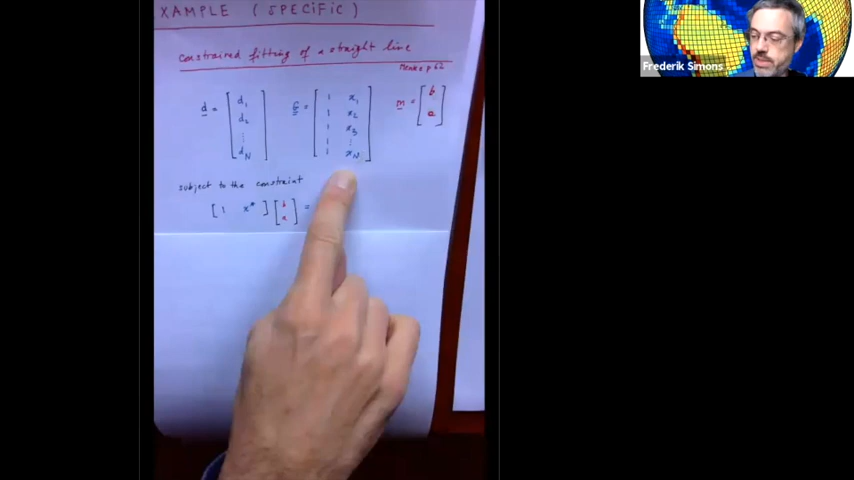 XAMPLE (SPECIFIC)
constrained fitting of a straight line
Menke p 62
d = [ d1 d2 ⋮ dN ] G = [ 1 x1 1 x2 1 x3 1 ⋮ 1 xN ] m = [ b a ]
subject to the constraint
[ 1 x* ] [ b a ] =
Frederik Simons